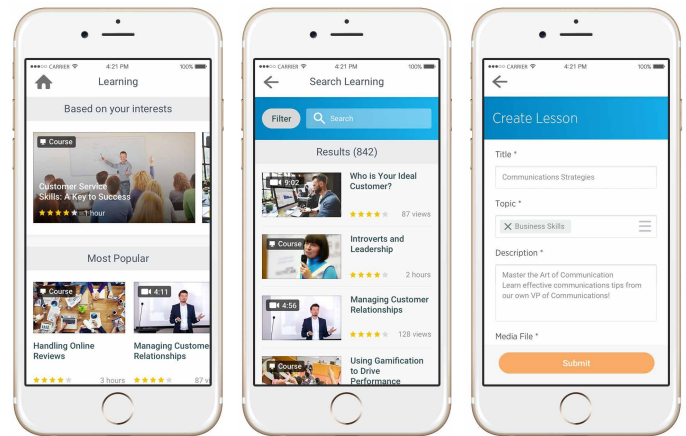 CARRIER 4:21 PM 100%
Learning
Based on your interests
Course
Customer Service
Skills: A Key to Success
1 hour
Most Popular
Course
4:11
Handling Online
Reviews
Managing Custome
Relationships
3 hours
87 v
CARRIER 4:21 PM 100%
Search Learning
Filter
Search
Results (842)
9:02
Who is Your Ideal
Customer?
87 views
Course
Introverts and
Leadership
2 hours
4:56
Managing Customer
Relationships
128 views
Course
Using Gamification
to Drive
Performance
CARRIER 4:21 PM 100%
Create Lesson
Title *
Communications Strategies
Topic *
Business Skills
Description *
Master the Art of Communication
Learn effective communications tips from
our own VP of Communications!
Media File *
Submit